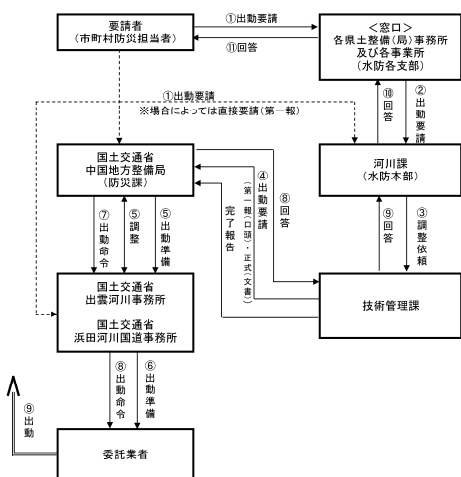 要請者
(市町村防災担当者)
①出動要請
⑪回答
<窓口>
各県土整備(局)事務所
及び各事業所
(水防各支部)
①出動要請
※場合によっては直接要請(第一報)
⑩回答
②出動要請
国土交通省
中国地方整備局
(防災課)
河川課
(水防本部)
⑦出動命令
⑤調整
⑤出動準備
完了報告
④出動要請
(第一報(口頭)・正式(文書))
⑧回答
⑨回答
③調整依頼
国土交通省
出雲河川事務所
国土交通省
浜田河川国道事務所
技術管理課
⑧出動命令
⑥出動準備
⑨出動
委託業者